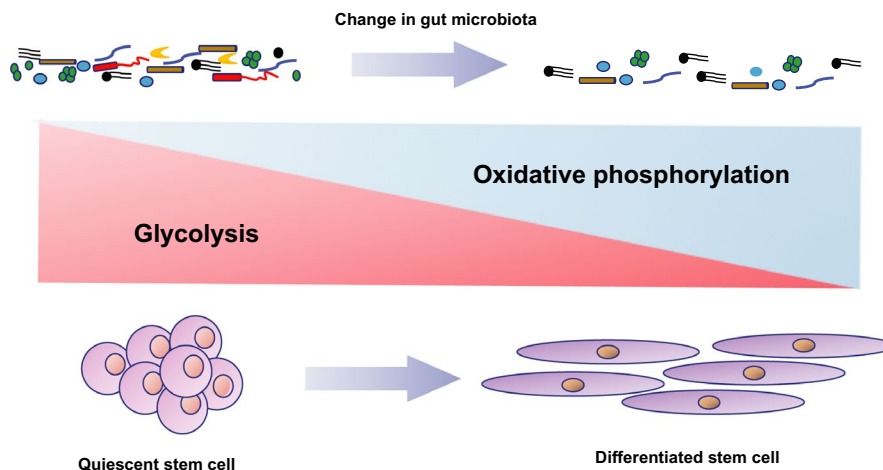 Change in gut microbiota
Oxidative phosphorylation
Glycolysis
Quiescent stem cell
Differentiated stem cell